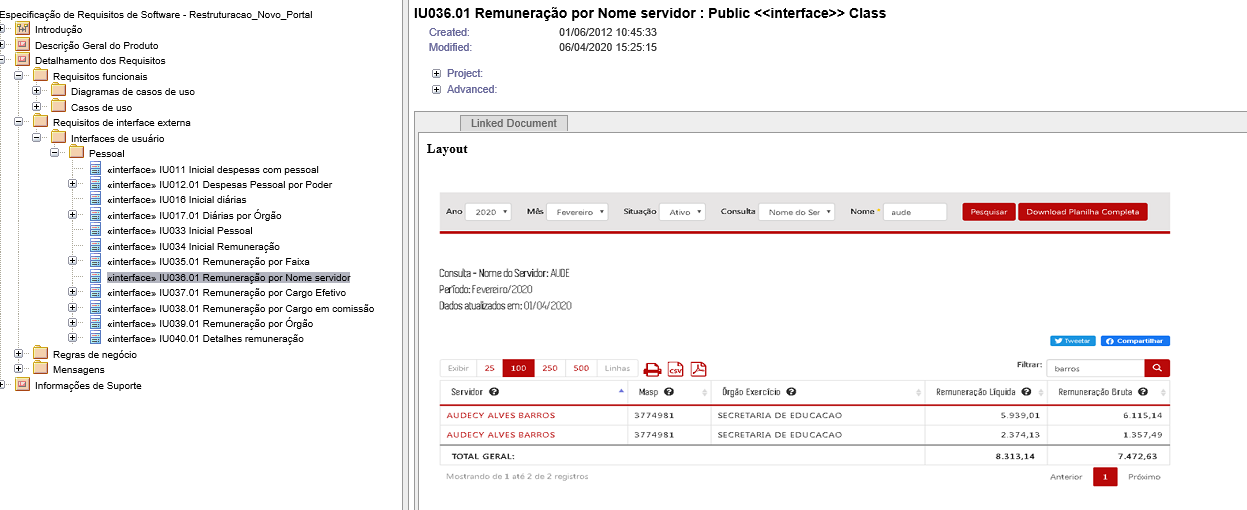 Especificação de Requisitos de Software - Restruturacao_Novo_Portal
Introdução
Descrição Geral do Produto
Detalhamento dos Requisitos
Requisitos funcionais
Diagramas de casos de uso
Casos de uso
Requisitos de interface externa
Interfaces de usuário
Pessoal
«interface» IU011 Inicial despesas com pessoal
«interface» IU012.01 Despesas Pessoal por Poder
«interface» IU016 Inicial diárias
«interface» IU017.01 Diárias por Órgão
«interface» IU033 Inicial Pessoal
«interface» IU034 Inicial Remuneração
«interface» IU035.01 Remuneração por Faixa
«interface» IU036.01 Remuneração por Nome servidor
«interface» IU037.01 Remuneração por Cargo Efetivo
«interface» IU038.01 Remuneração por Cargo em comissão
«interface» IU039.01 Remuneração por Órgão
«interface» IU040.01 Detalhes remuneração
Regras de negócio
Mensagens
Informações de Suporte
IU036.01 Remuneração por Nome servidor : Public <<interface>> Class
Created: 01/06/2012 10:45:33
Modified: 06/04/2020 15:25:15
Project:
Advanced:
Linked Document
Layout
Ano 2020 Mês Fevereiro Situação Ativo Consulta Nome do Ser Nome * aude Pesquisar Download Planilha Completa
Consulta - Nome do Servidor: AUDE
Período: Fevereiro/2020
Dados atualizados em: 01/04/2020
Tweetar Compartilhar
Exibir 25 100 250 500 Linhas CSV Filtrar: barros
Servidor ? Masp ? Órgão Exercício ? Remuneração Líquida ? Remuneração Bruta ?
AUDECY ALVES BARROS 3774981 SECRETARIA DE EDUCACAO 5.939,01 6.115,14
AUDECY ALVES BARROS 3774981 SECRETARIA DE EDUCACAO 2.374,13 1.357,49
TOTAL GERAL: 8.313,14 7.472,63
Mostrando de 1 até 2 de 2 registros Anterior 1 Próximo